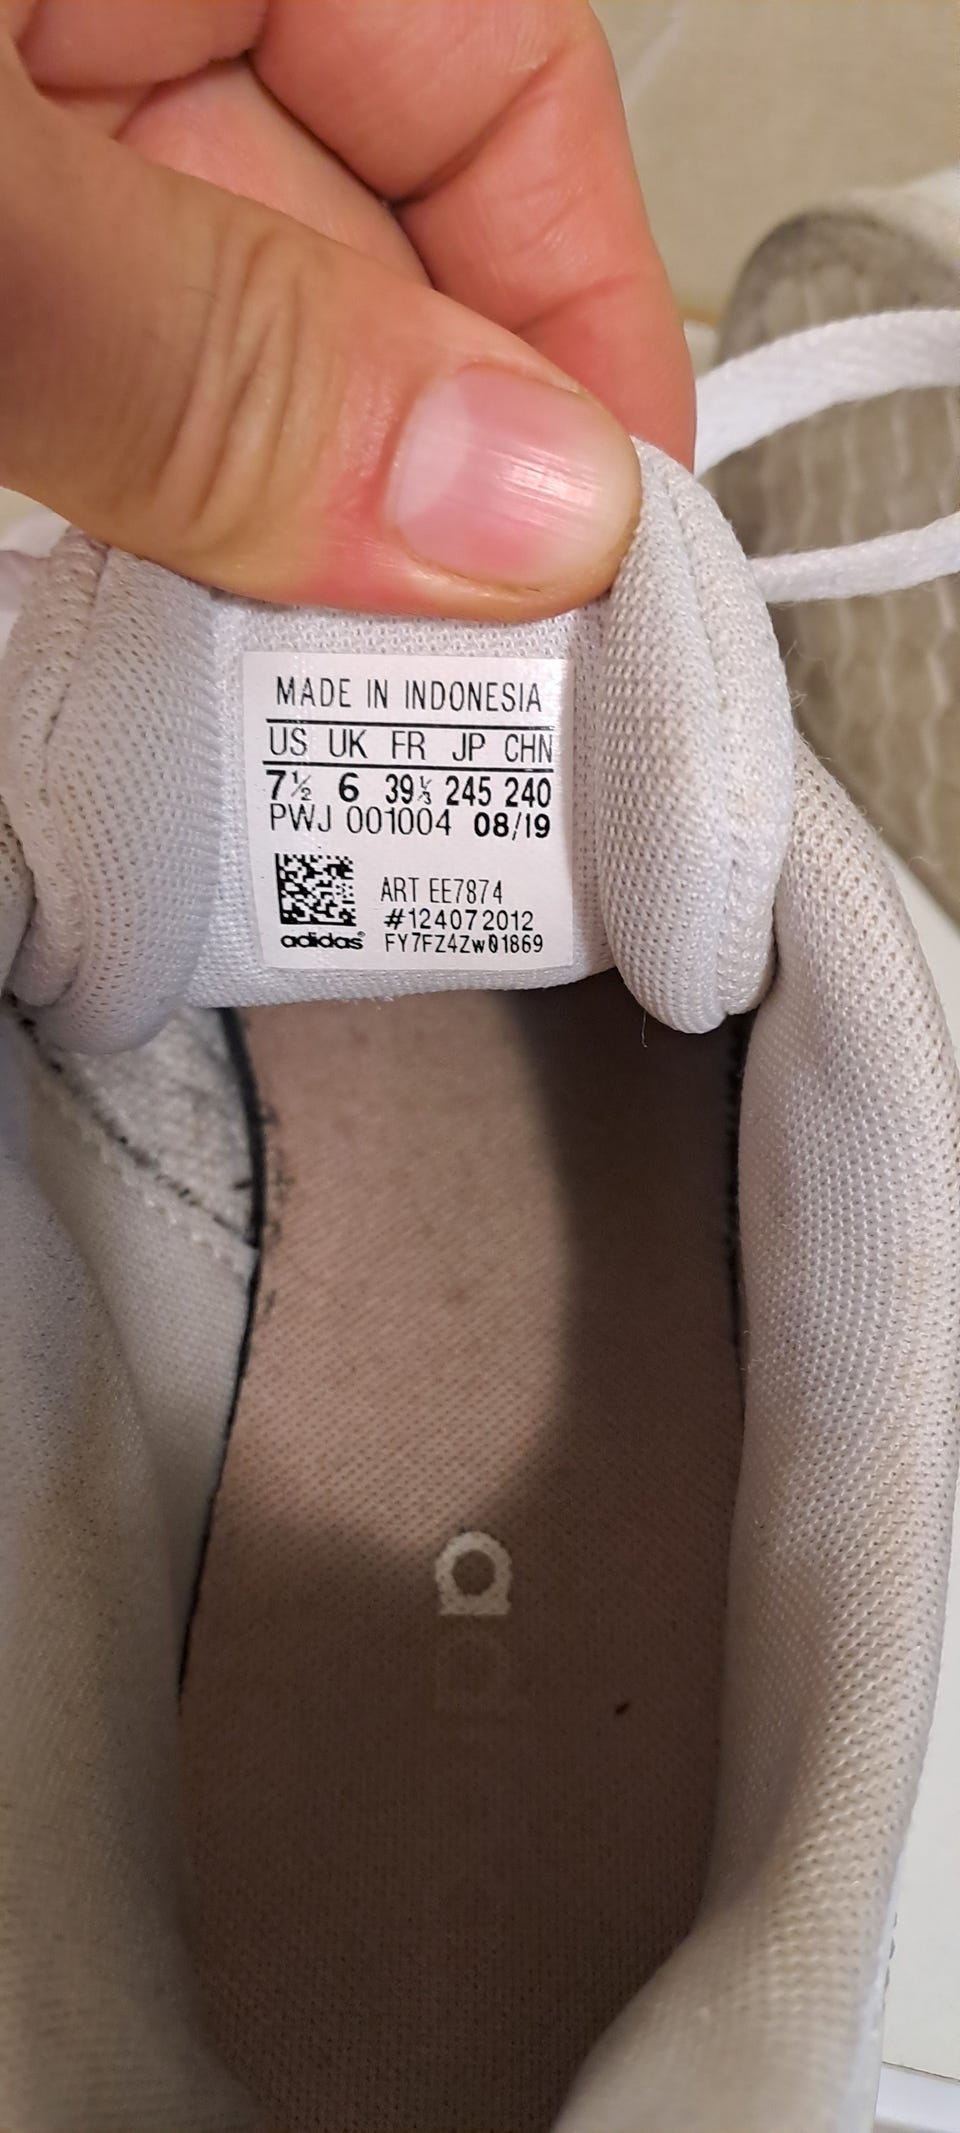 MADE IN INDONESIA
US UK FR JP CHN
7½ 6 39⅓ 245 240
PWJ 001004 08/19
ART EE7874
#124072012
adidas® FY7FZ4Zw01869
a